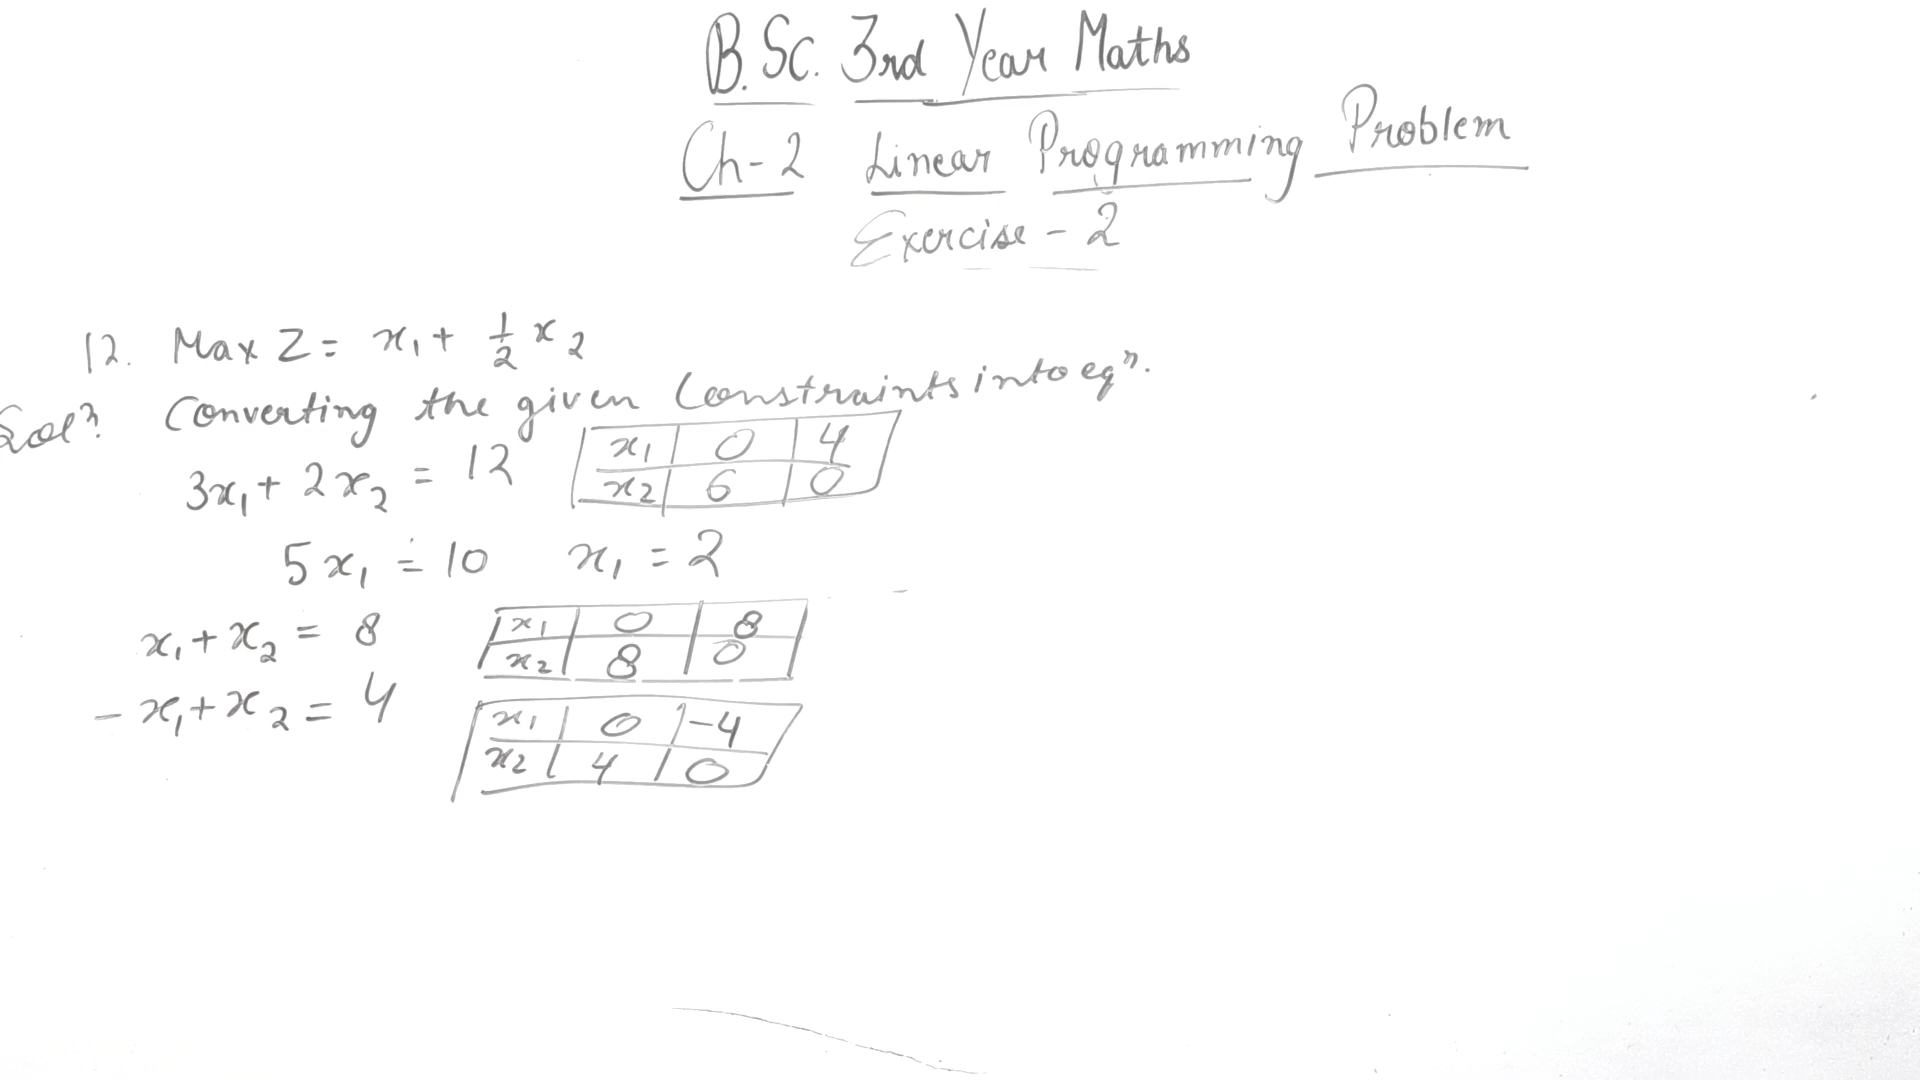 B.Sc. 3rd Year Maths
Ch-2 Linear Programming Problem
Exercise - 2
12. Max Z = x₁ + 1/2 x₂
Solⁿ. Converting the given Constraints into eqⁿ.
3x₁ + 2x₂ = 12 x₁ 0 4
x₂ 6 0
5x₁ = 10 x₁ = 2
x₁ + x₂ = 8 x₁ 0 8
x₂ 8 0
- x₁ + x₂ = 4 x₁ 0 -4
x₂ 4 0